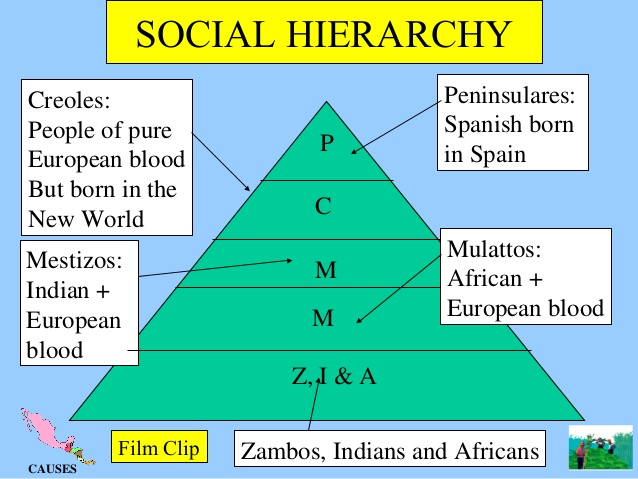 SOCIAL HIERARCHY
Creoles:
People of pure
European blood
But born in the
New World
Peninsulares:
Spanish born
in Spain
P
C
Mestizos:
Indian +
European
blood
M
Mulattos:
African +
European blood
M
Z, I & A
Film Clip
Zambos, Indians and Africans
CAUSES